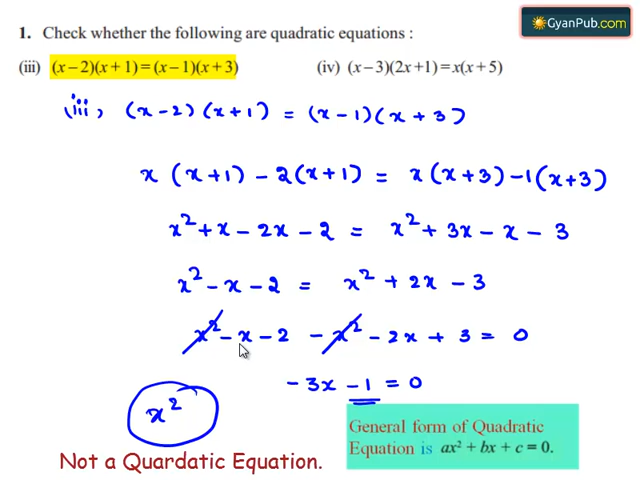 GyanPub.com
1. Check whether the following are quadratic equations :
(iii) (x−2)(x+1)=(x−1)(x+3) (iv) (x−3)(2x+1)=x(x+5)
(iii, (x−2) (x+1) = (x−1)(x+3)
x (x+1) − 2(x+1) = x(x+3)−1(x+3)
x²+x − 2x − 2 = x² + 3x − x − 3
x² − x − 2 = x² + 2x − 3
x² − x − 2 − x² − 2x + 3 = 0
− 3x − 1 = 0
x²
General form of Quadratic
Equation is ax² + bx + c = 0.
Not a Quardatic Equation.